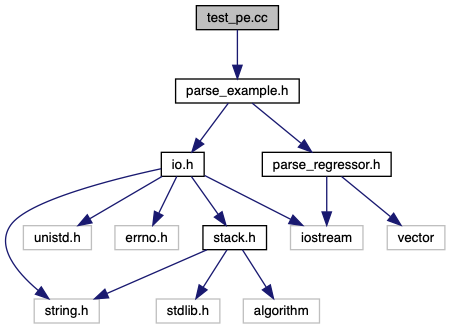 test_pe.cc
parse_example.h
io.h
parse_regressor.h
unistd.h
errno.h
stack.h
iostream
vector
string.h
stdlib.h
algorithm